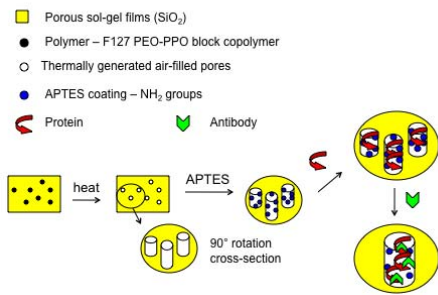 Porous sol-gel films (SiO₂)
Polymer – F127 PEO-PPO block copolymer
Thermally generated air-filled pores
APTES coating – NH₂ groups
Protein Antibody
heat APTES
90° rotation
cross-section